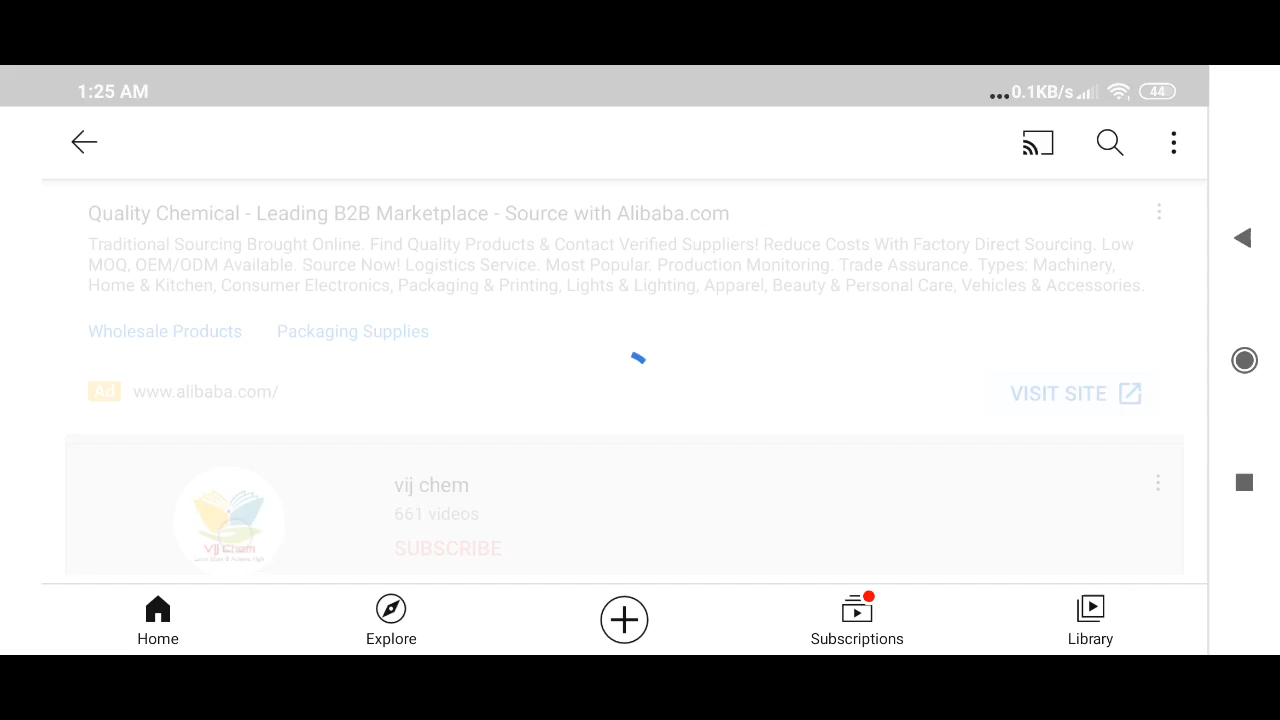 1:25 AM
0.1KB/s
44
Quality Chemical - Leading B2B Marketplace - Source with Alibaba.com
Traditional Sourcing Brought Online. Find Quality Products & Contact Verified Suppliers! Reduce Costs With Factory Direct Sourcing. Low
MOQ, OEM/ODM Available. Source Now! Logistics Service. Most Popular. Production Monitoring. Trade Assurance. Types: Machinery,
Home & Kitchen, Consumer Electronics, Packaging & Printing, Lights & Lighting, Apparel, Beauty & Personal Care, Vehicles & Accessories.
Wholesale Products
Packaging Supplies
Ad www.alibaba.com/
VISIT SITE
vij chem
661 videos
SUBSCRIBE
Vij Chem
Home
Explore
Subscriptions
Library